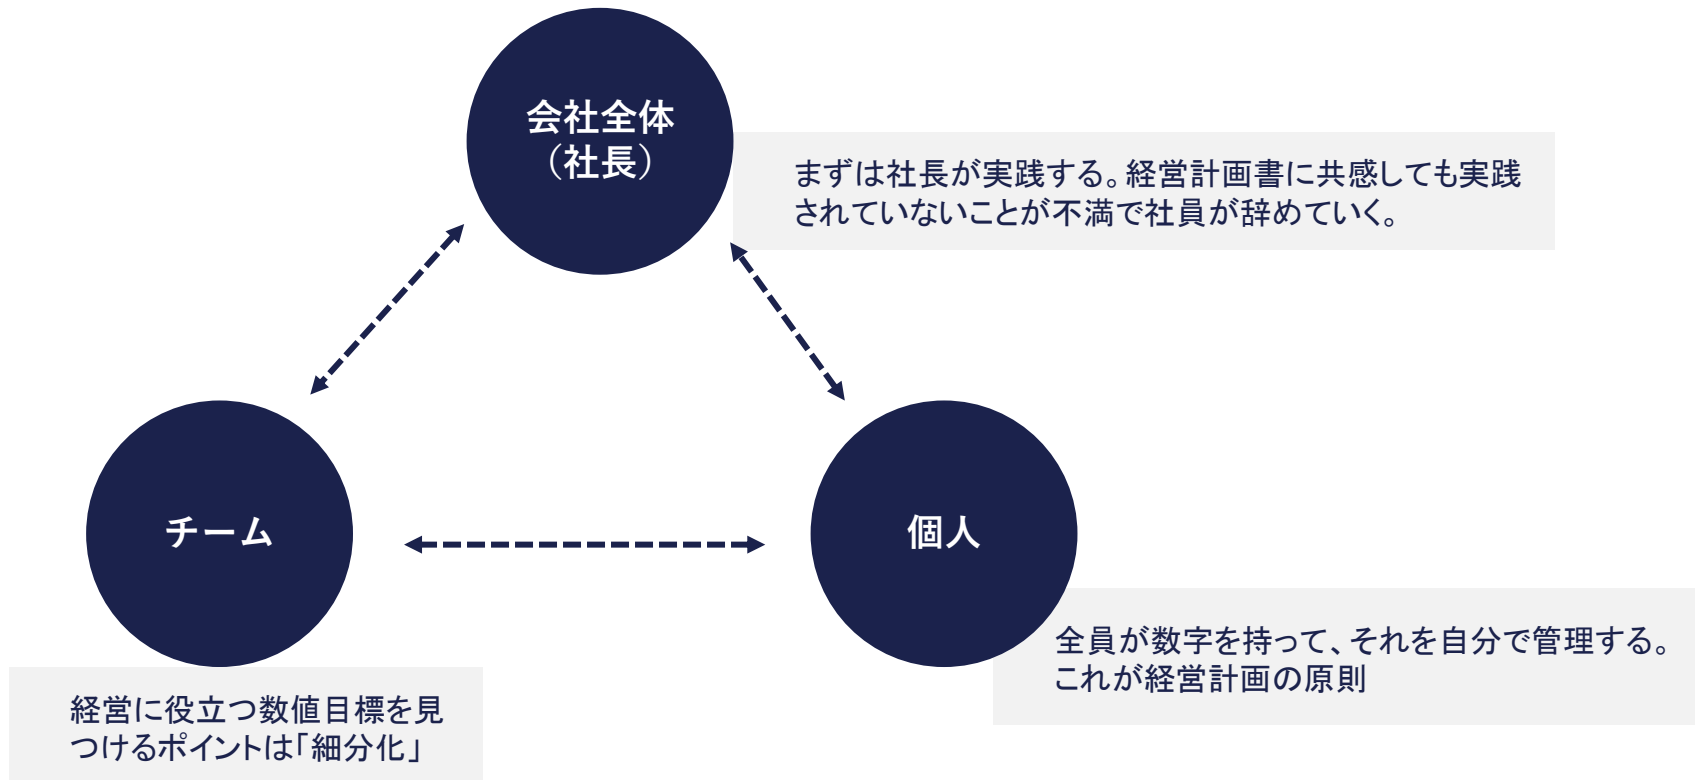 会社全体
（社長）
まずは社長が実践する。経営計画書に共感しても実践
されていないことが不満で社員が辞めていく。
チーム
個人
全員が数字を持って、それを自分で管理する。
これが経営計画の原則
経営に役立つ数値目標を見
つけるポイントは「細分化」